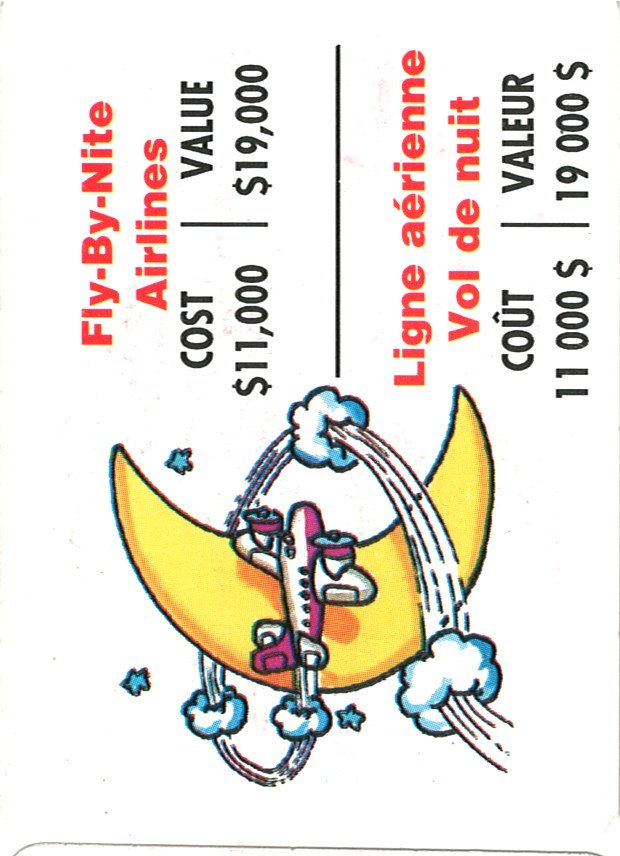 Fly-By-Nite
Airlines
COST | VALUE
$11,000 | $19,000
Ligne aérienne
Vol de nuit
COÛT | VALEUR
11 000 $ | 19 000 $